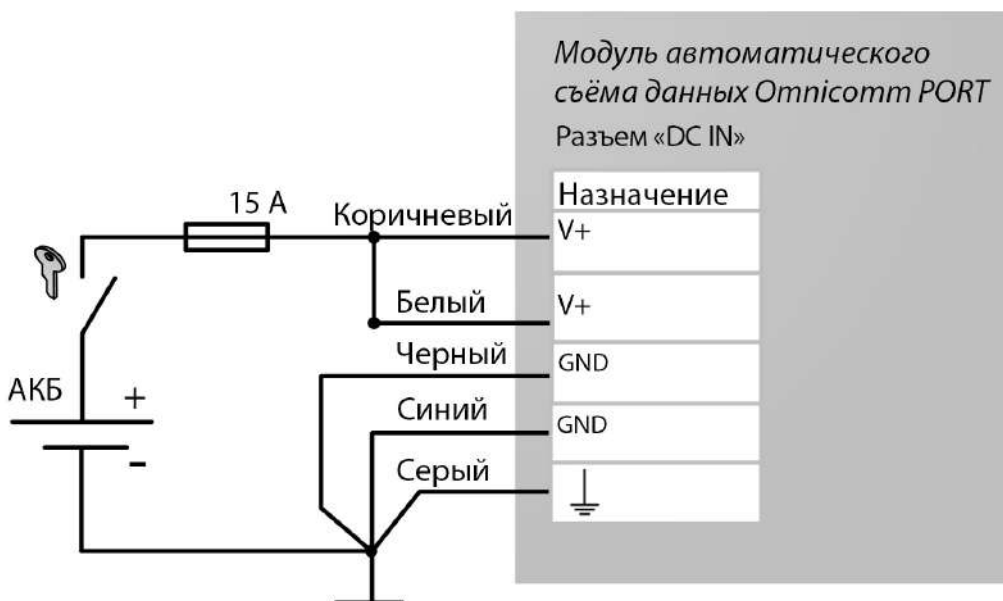 Модуль автоматического
съёма данных Omnicomm PORT
Разъем «DC IN»
Назначение
15 А
Коричневый
V+
Белый
V+
Черный
GND
АКБ
+
Синий
GND
-
Серый